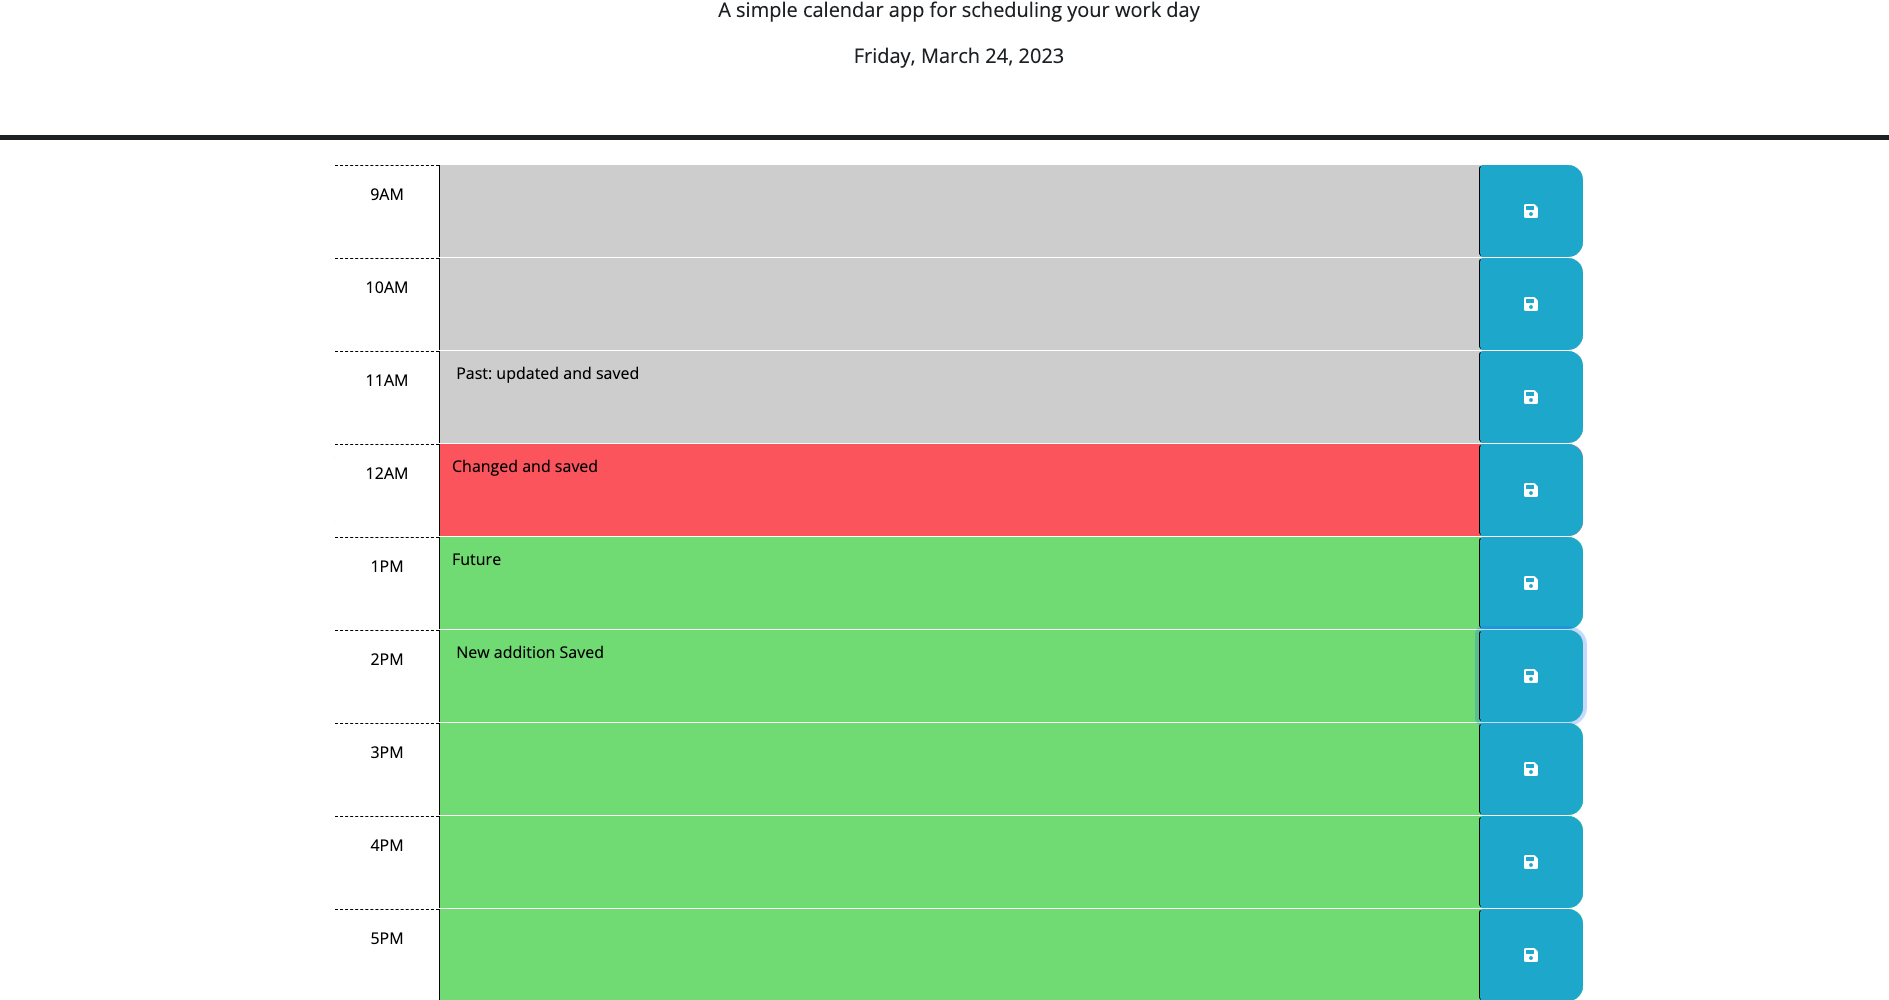 A simple calendar app for scheduling your work day
Friday, March 24, 2023
9AM
10AM
11AM
Past: updated and saved
12AM
Changed and saved
1PM
Future
2PM
New addition Saved
3PM
4PM
5PM